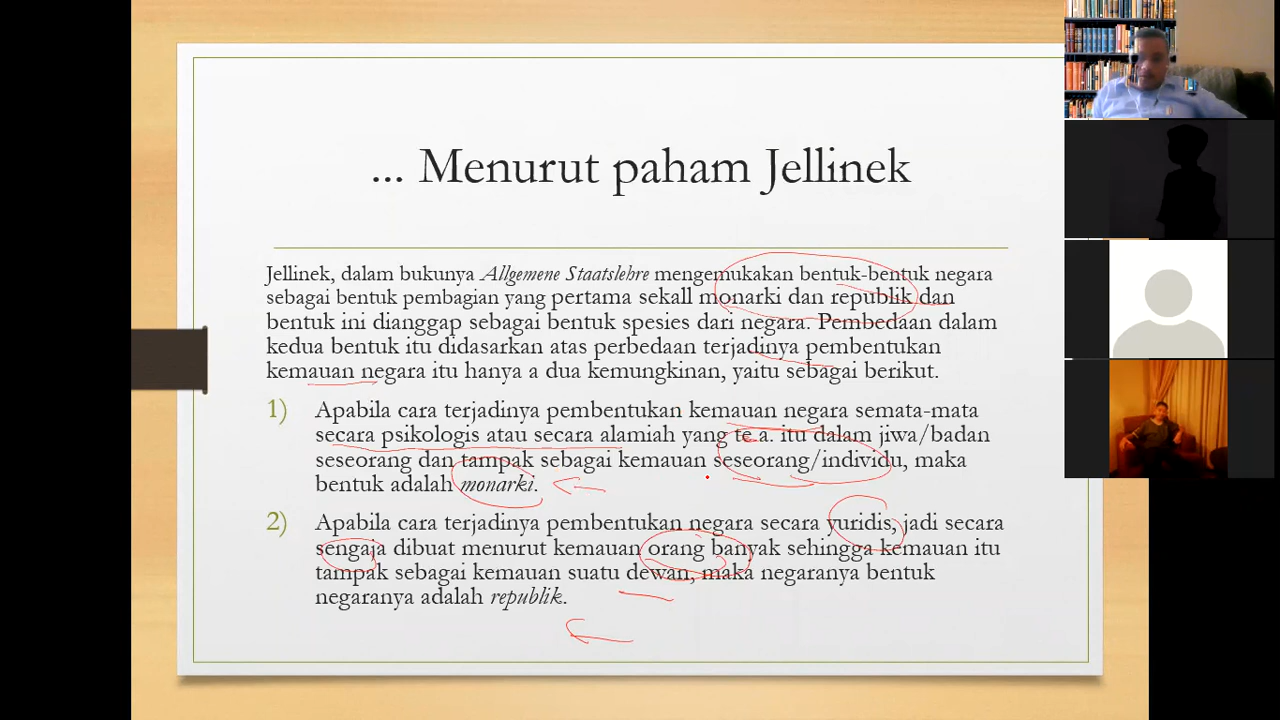 ... Menurut paham Jellinek
Jellinek, dalam bukunya Allgemene Staatslehre mengemukakan bentuk-bentuk negara
sebagai bentuk pembagian yang pertama sekall monarki dan republik dan
bentuk ini dianggap sebagai bentuk spesies dari negara. Pembedaan dalam
kedua bentuk itu didasarkan atas perbedaan terjadinya pembentukan
kemauan negara itu hanya a dua kemungkinan, yaitu sebagai berikut.
1) Apabila cara terjadinya pembentukan kemauan negara semata-mata
secara psikologis atau secara alamiah yang te.a. itu dalam jiwa/badan
seseorang dan tampak sebagai kemauan seseorang/individu, maka
bentuk adalah monarki.
2) Apabila cara terjadinya pembentukan negara secara yuridis, jadi secara
sengaja dibuat menurut kemauan orang banyak sehingga kemauan itu
tampak sebagai kemauan suatu dewan, maka negaranya bentuk
negaranya adalah republik.